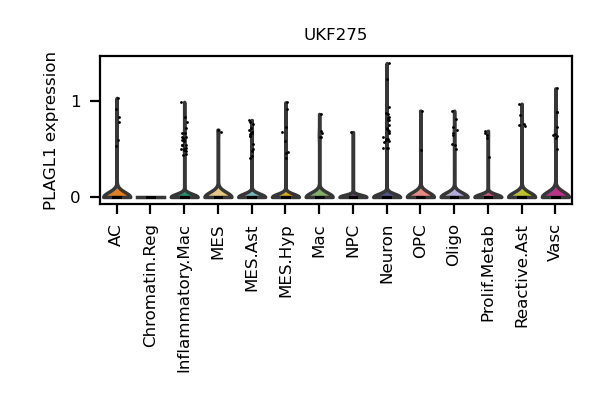 UKF275
PLAGL1 expression
1
0
AC
Chromatin.Reg
Inflammatory.Mac
MES
MES.Ast
MES.Hyp
Mac
NPC
Neuron
OPC
Oligo
Prolif.Metab
Reactive.Ast
Vasc